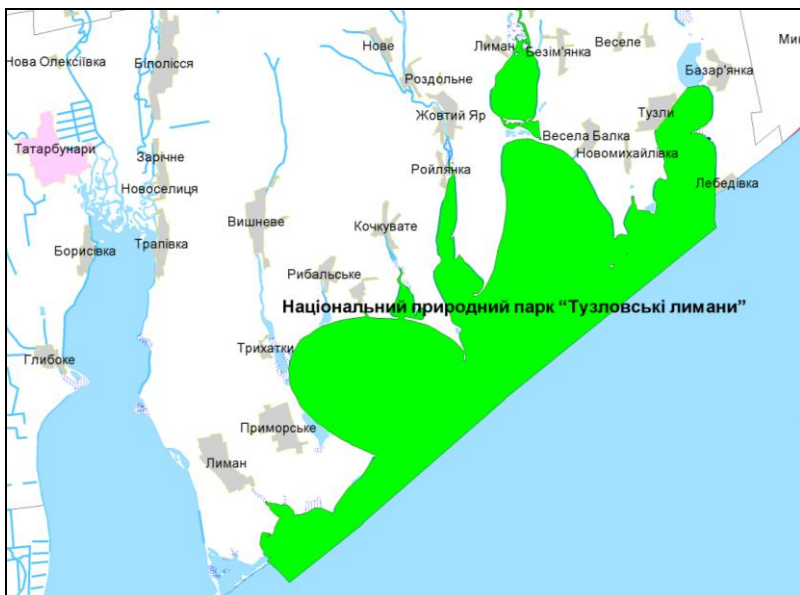 Нове
Лиман
Безім'янка
Веселе
Ми
Нова Олексіївка
Білолісся
Роздольне
Базар'янка
Жовтий Яр
Тузли
Татарбунари
Зарічне
Весела Балка
Новомихайлівка
Ройлянка
Новоселиця
Лебедівка
Вишневе
Кочкувате
Борисівка
Трапівка
Рибальське
Національний природний парк “Тузловські лимани”
Трихатки
Глибоке
Приморське
Лиман